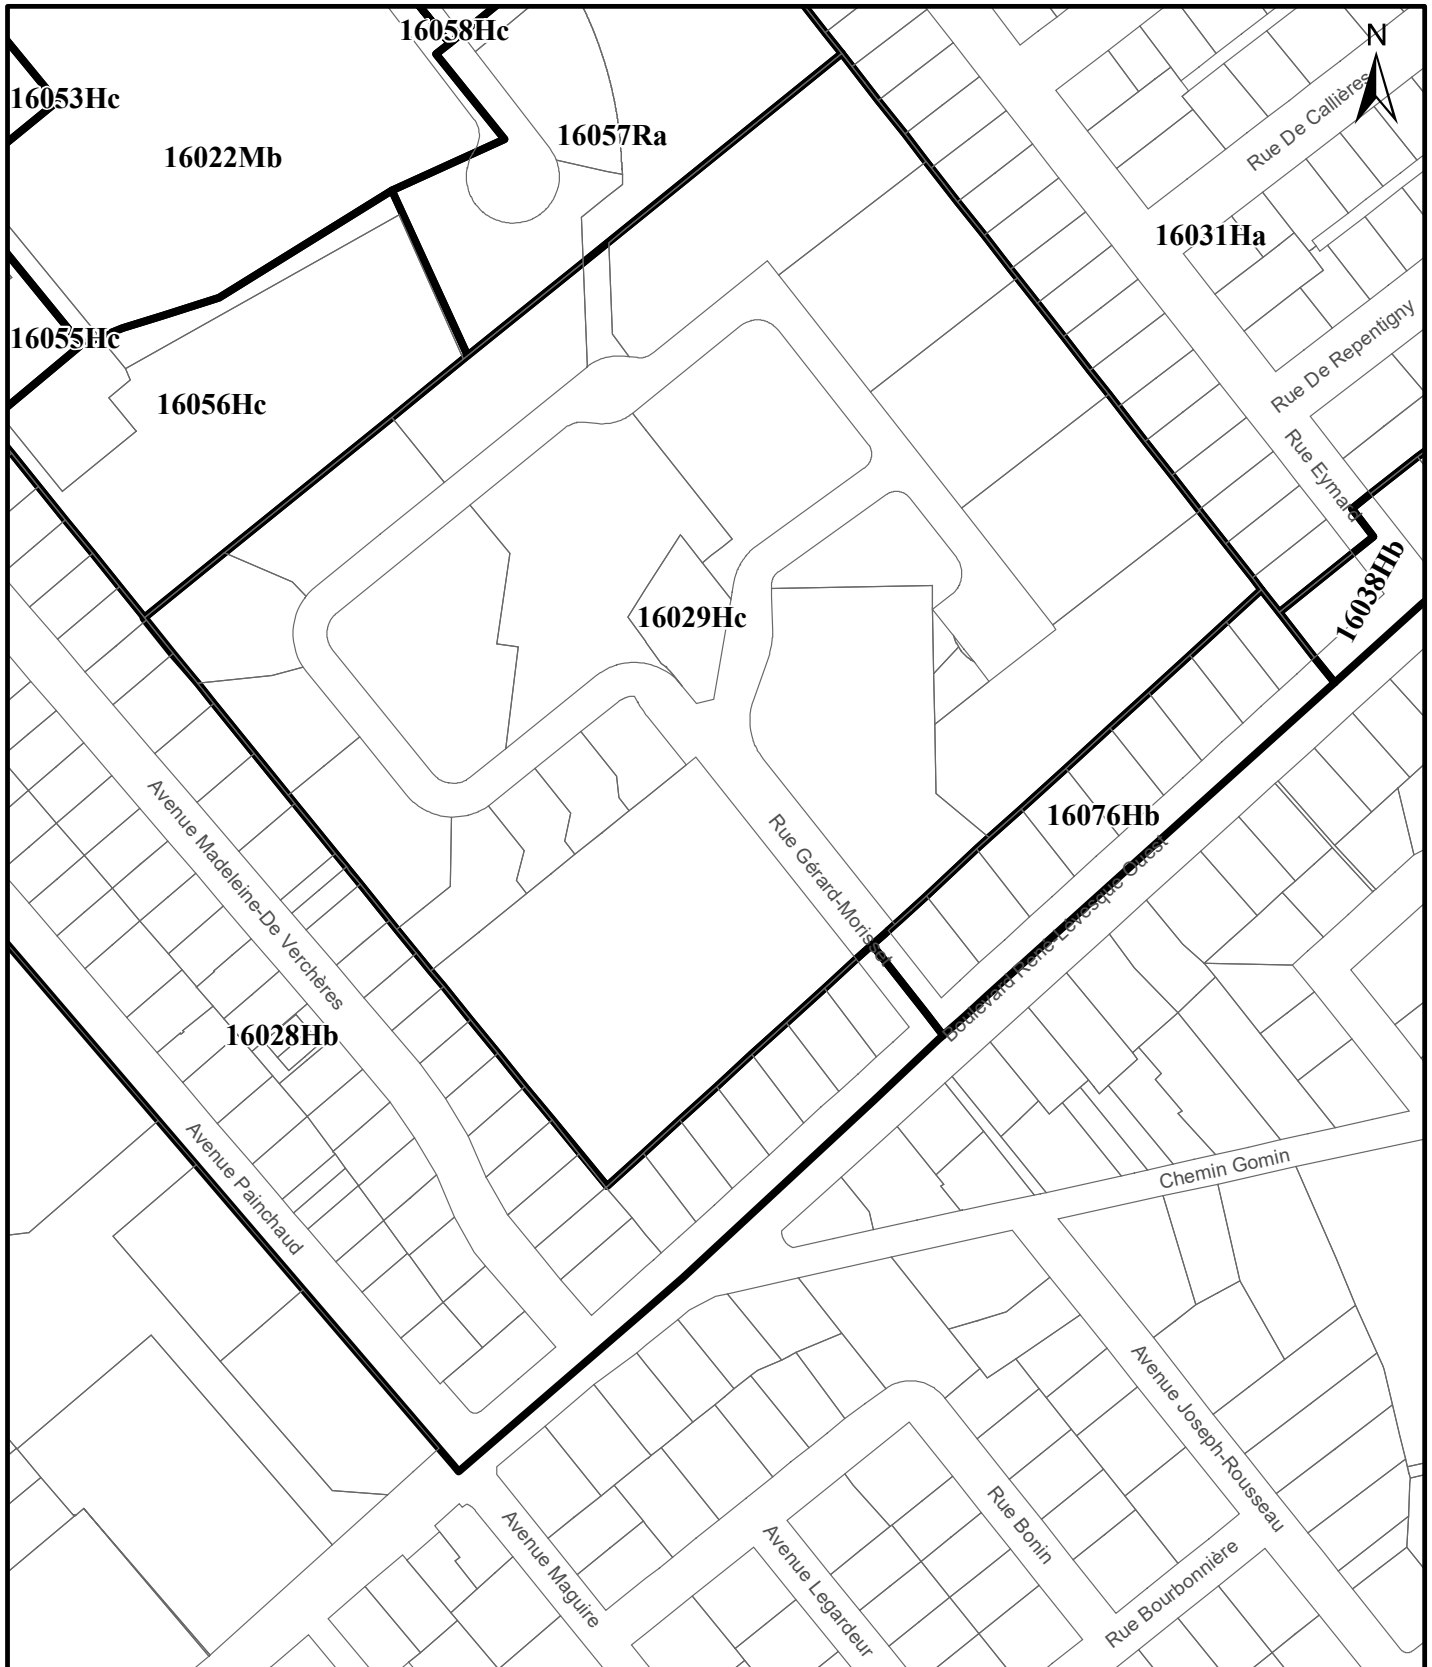 16058Hc
N
16053Hc
Rue De Callières
16057Ra
16022Mb
16031Ha
16055Hc
Rue De Repentigny
16056Hc
Rue Eymard
16038Hb
16029Hc
16076Hb
Avenue Madeleine-De Verchères
Rue Gérard-Morisset
Boulevard René-Lévesque Ouest
16028Hb
Avenue Painchaud
Chemin Gomin
Avenue Joseph-Rousseau
Rue Bonin
Avenue Maguire
Avenue Legardeur
Rue Bourbonnière